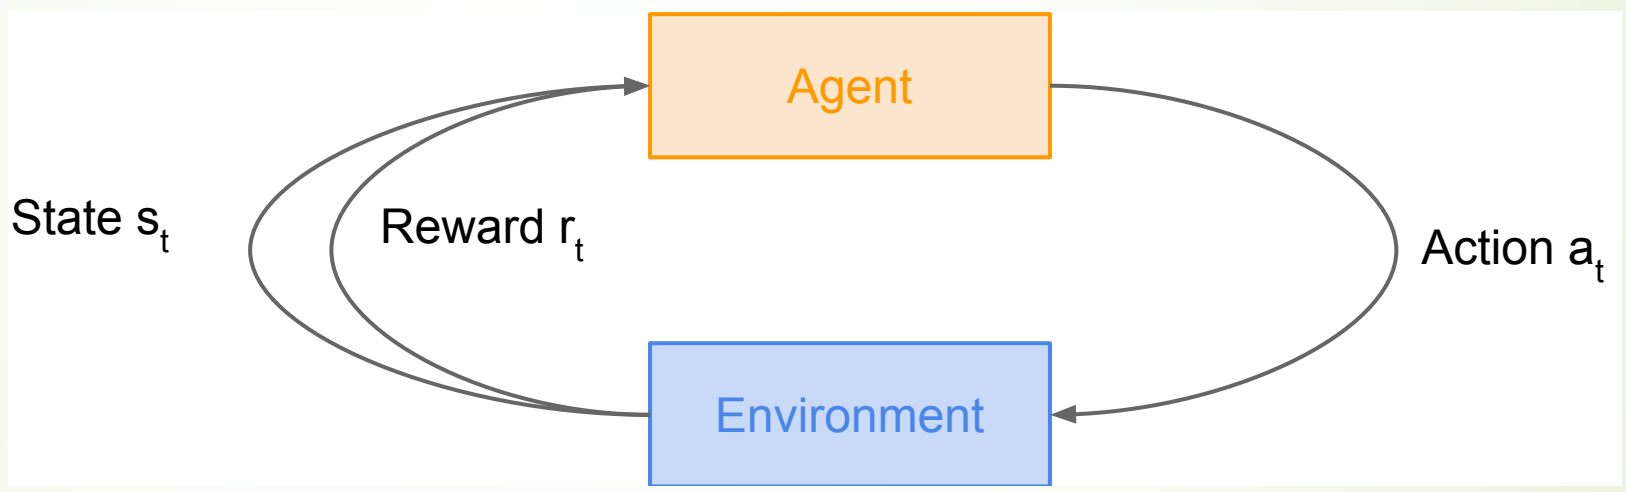 Agent
State sₜ
Reward rₜ
Action aₜ
Environment